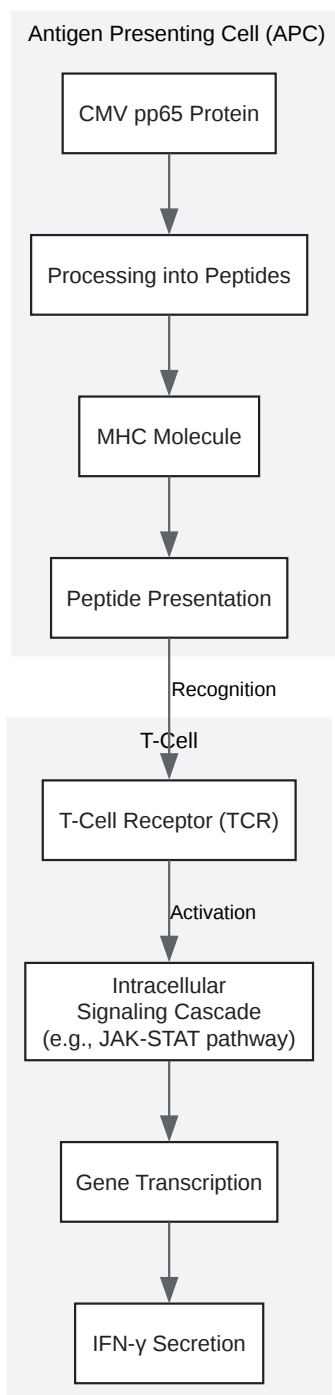 Antigen Presenting Cell (APC)
CMV pp65 Protein
Processing into Peptides
MHC Molecule
Peptide Presentation
Recognition
T-Cell
T-Cell Receptor (TCR)
Activation
Intracellular
Signaling Cascade
(e.g., JAK-STAT pathway)
Gene Transcription
IFN-γ Secretion